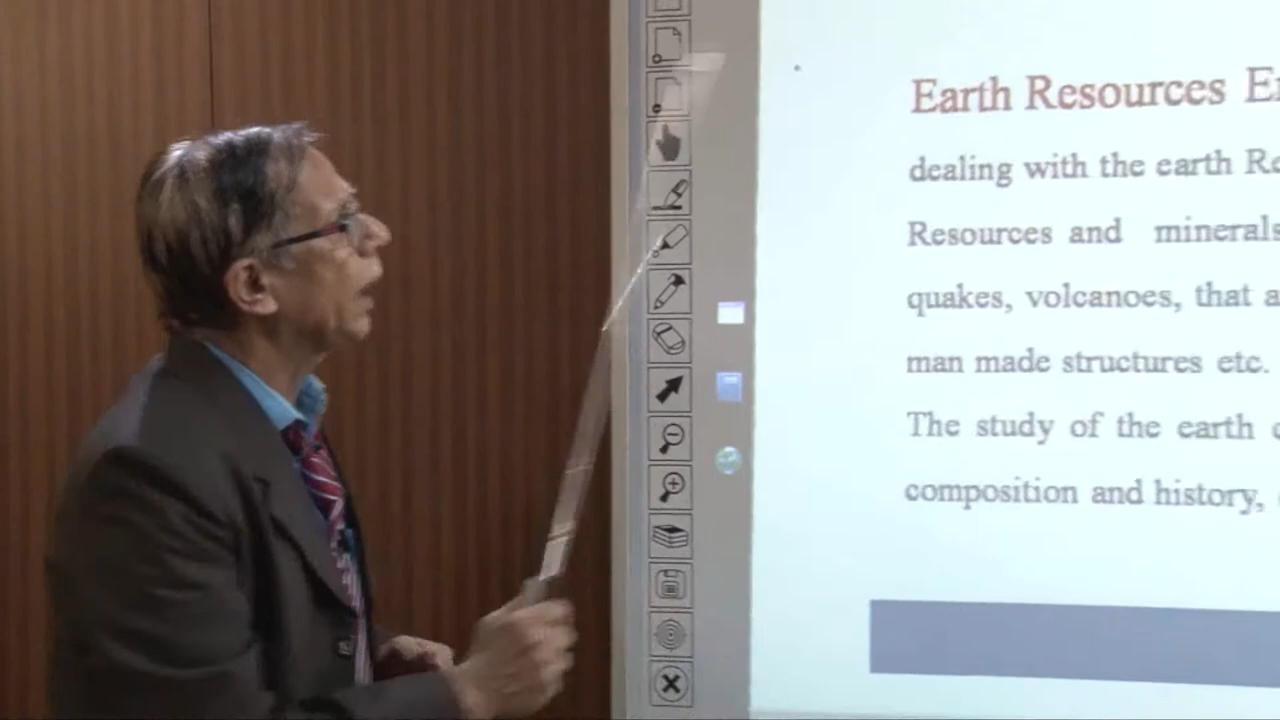 Earth Resources
dealing with the earth
Resources and minerals
quakes, volcanoes, that
man made structures etc.
The study of the earth
composition and history,